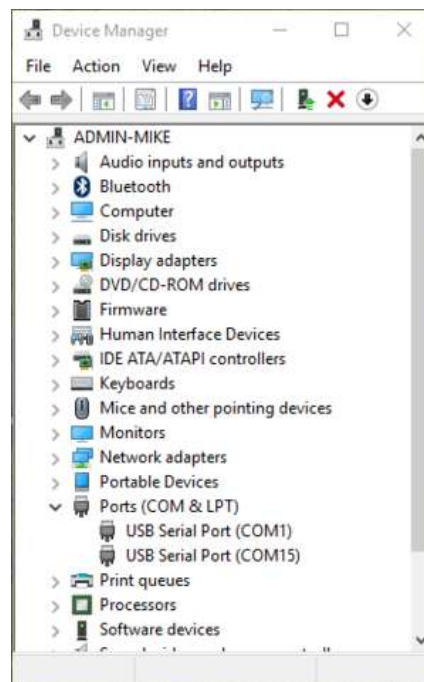 Device Manager
File Action View Help
ADMIN-MIKE
Audio inputs and outputs
Bluetooth
Computer
Disk drives
Display adapters
DVD/CD-ROM drives
Firmware
Human Interface Devices
IDE ATA/ATAPI controllers
Keyboards
Mice and other pointing devices
Monitors
Network adapters
Portable Devices
Ports (COM & LPT)
USB Serial Port (COM1)
USB Serial Port (COM15)
Print queues
Processors
Software devices